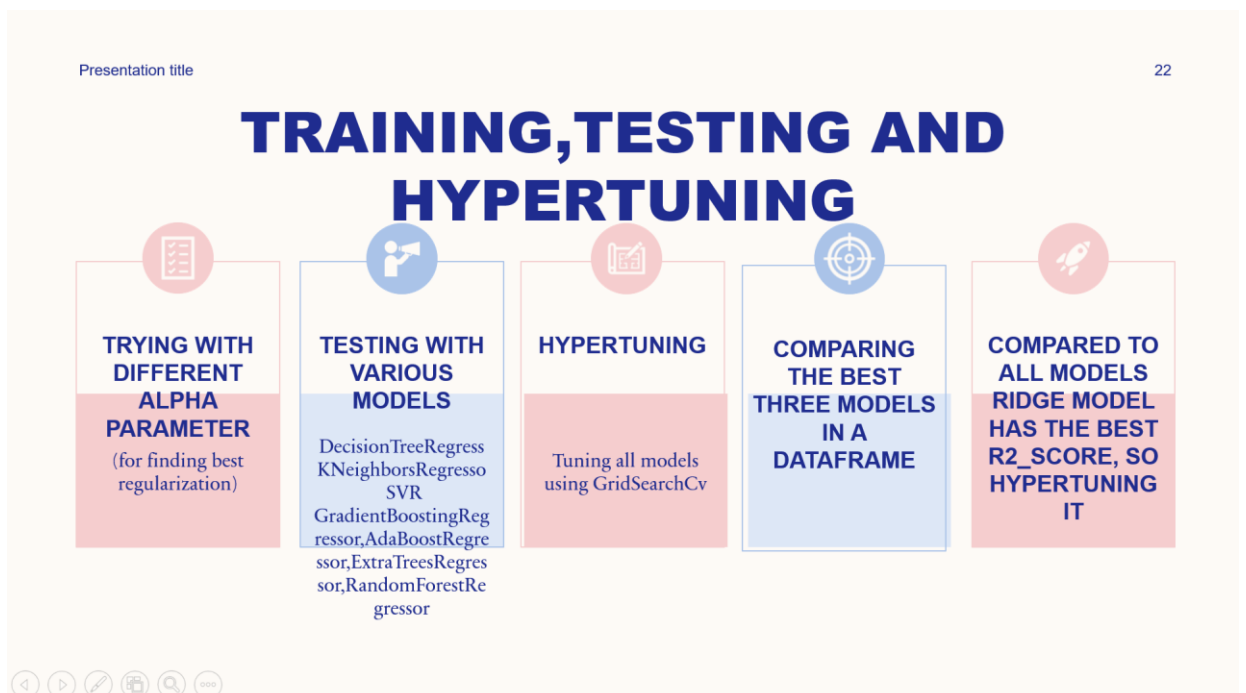 Presentation title
22
TRAINING,TESTING AND
HYPERTUNING
TRYING WITH
DIFFERENT
ALPHA
PARAMETER
(for finding best
regularization)
TESTING WITH
VARIOUS
MODELS
DecisionTreeRegress
KNeighborsRegresso
SVR
GradientBoostingReg
ressor,AdaBoostRegre
ssor,ExtraTreesRegres
sor,RandomForestRe
gressor
HYPERTUNING
Tuning all models
using GridSearchCv
COMPARING
THE BEST
THREE MODELS
IN A
DATAFRAME
COMPARED TO
ALL MODELS
RIDGE MODEL
HAS THE BEST
R2_SCORE, SO
HYPERTUNING
IT